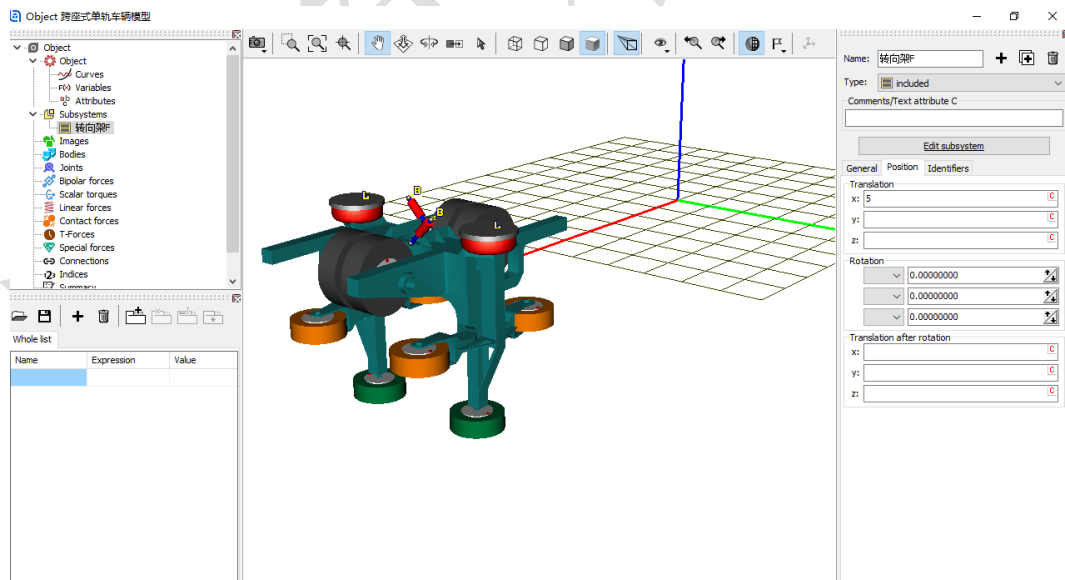 Object 跨座式单轨车辆模型
Object
Object
Curves
Variables
Attributes
Subsystems
转向架F
Images
Bodies
Joints
Bipolar forces
Scalar torques
Linear forces
Contact forces
T-Forces
Special forces
Connections
Indices
Summary
Whole list
Name Expression Value
L
B
B
L
Name: 转向架F
Type: included
Comments/Text attribute C
Edit subsystem
General Position Identifiers
Translation
x: 5 C
y: C
z: C
Rotation
0.00000000
0.00000000
0.00000000
Translation after rotation
x: C
y: C
z: C